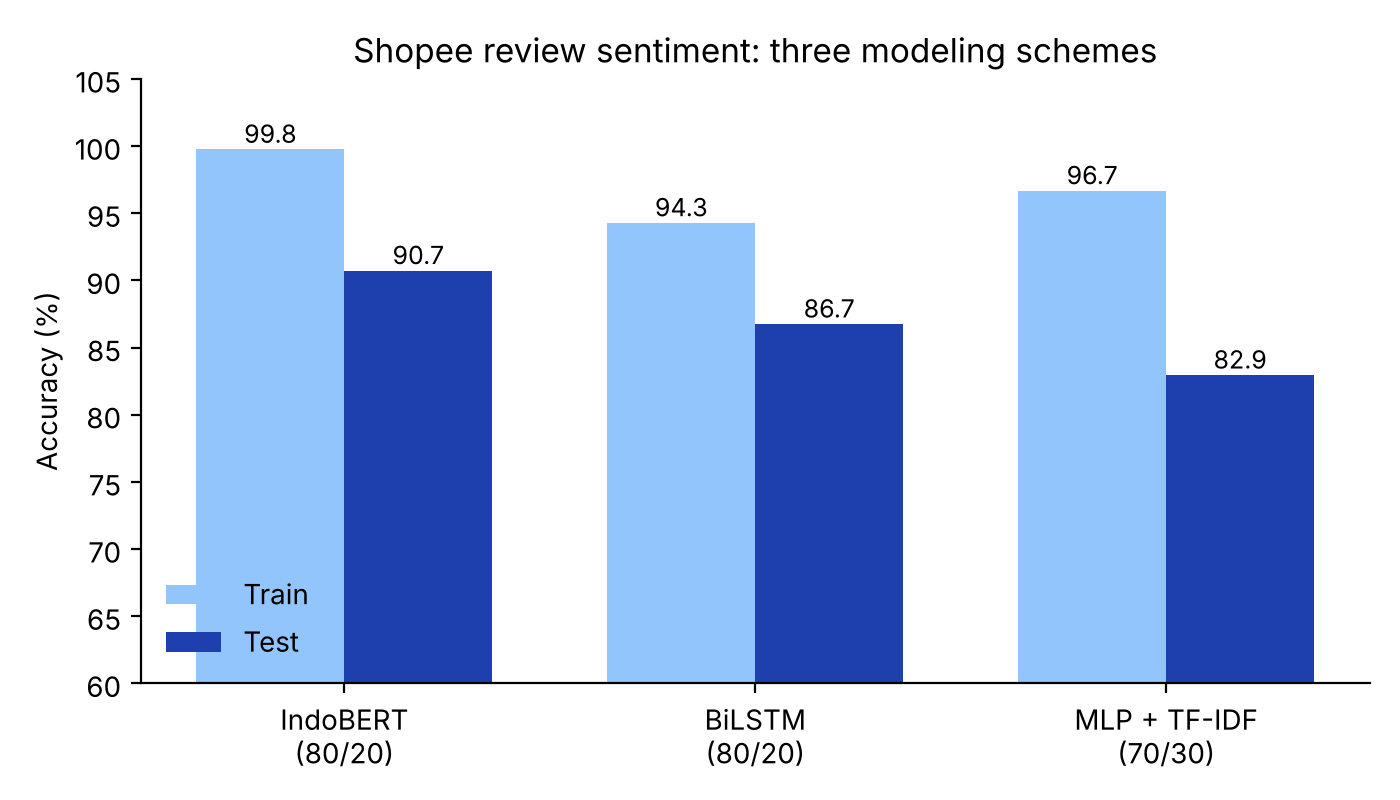 Shopee review sentiment: three modeling schemes
105
100
95
90
85
80
75
70
65
60
Accuracy (%)
99.8
90.7
94.3
86.7
96.7
82.9
Train
Test
IndoBERT
(80/20)
BiLSTM
(80/20)
MLP + TF-IDF
(70/30)